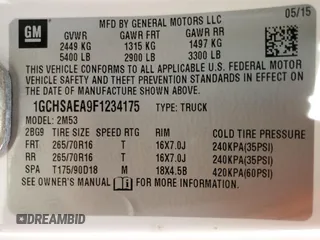 GM
MFD BY GENERAL MOTORS LLC
05/15
GVWR GAWR FRT GAWR RR
2449 KG 1315 KG 1497 KG
5400 LB 2900 LB 3300 LB
THIS VEHICLE CONFORMS TO ALL APPLICABLE U.S. FEDERAL MOTOR
VEHICLE SAFETY AND THEFT PREVENTION STANDARDS IN EFFECT
ON THE DATE OF MANUFACTURE SHOWN ABOVE.
1GCHSAEA9F1234175 TYPE: TRUCK
MODEL: 2M53
2BG9 TIRE SIZE SPEED RTG RIM COLD TIRE PRESSURE
FRT 265/70R16 T 16X7.0J 240KPA(35PSI)
RR 265/70R16 T 16X7.0J 240KPA(35PSI)
SPA T175/90D18 M 18X4.5B 420KPA(60PSI)
SEE OWNER'S MANUAL FOR ADDITIONAL INFORMATION.
DREAMBID